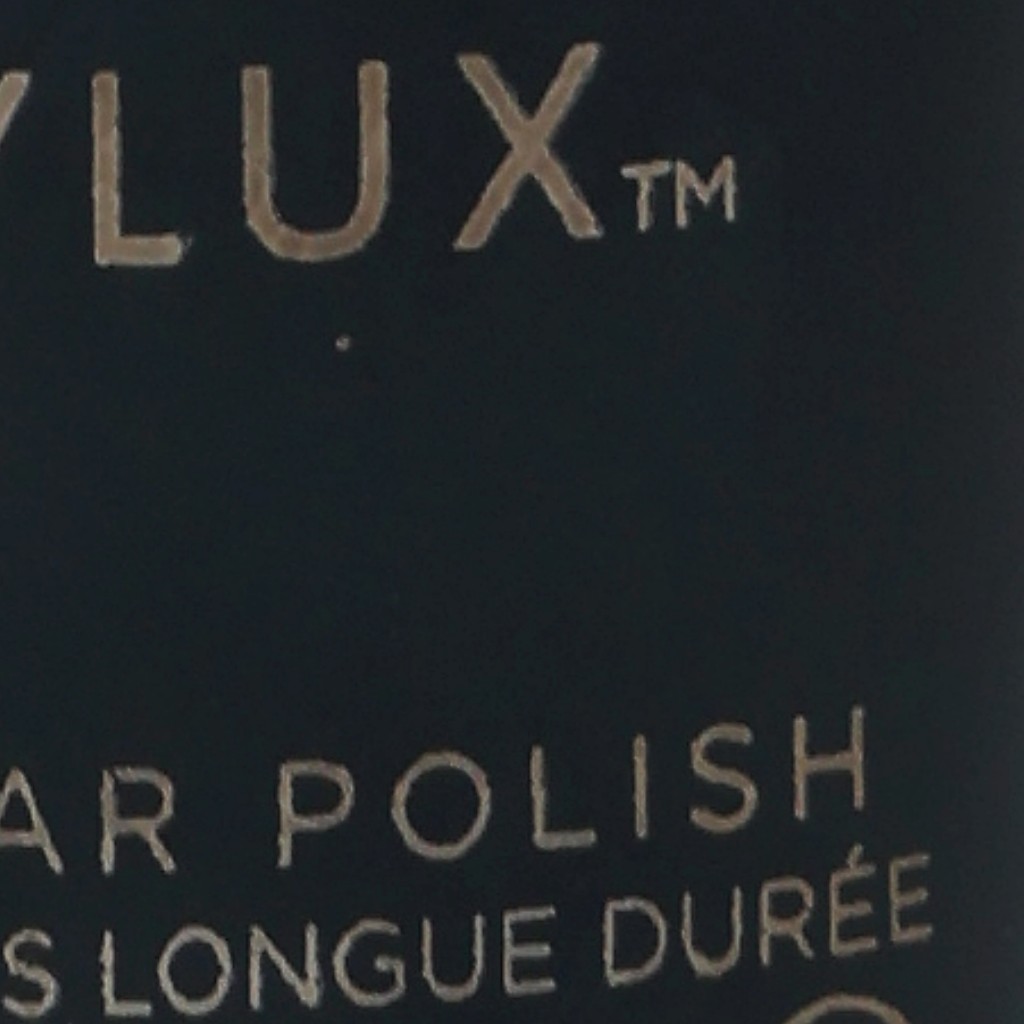 YLUX™
AR POLISH
S LONGUE DURÉE